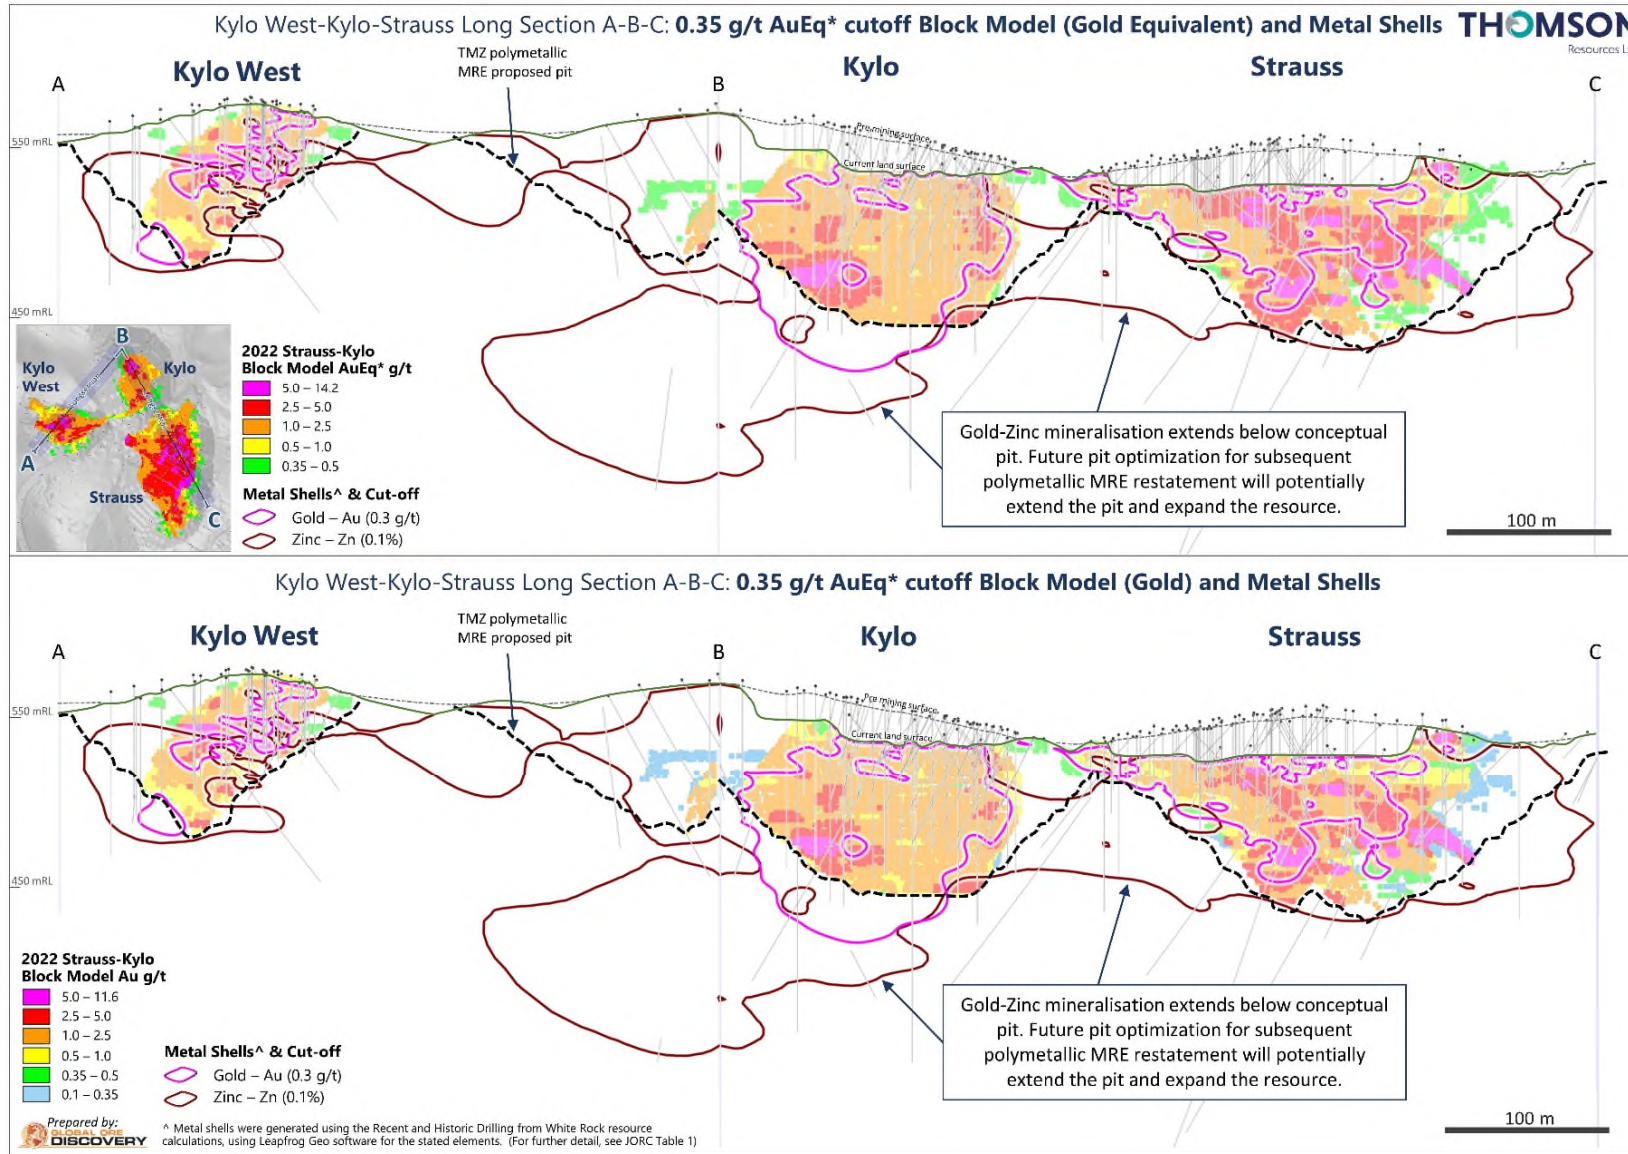 Kylo West-Kylo-Strauss Long Section A-B-C: 0.35 g/t AuEq* cutoff Block Model (Gold Equivalent) and Metal Shells
THOMSON
Resources L
TMZ polymetallic
MRE proposed pit
Kylo West
Kylo
Strauss
A
B
C
Pre mining surface
Current land surface
550 mRL
450 mRL
B
Kylo
Kylo
West
A
Strauss
C
2022 Strauss-Kylo
Block Model AuEq* g/t
5.0 – 14.2
2.5 – 5.0
1.0 – 2.5
0.5 – 1.0
0.35 – 0.5
Metal Shells^ & Cut-off
Gold – Au (0.3 g/t)
Zinc – Zn (0.1%)
Gold-Zinc mineralisation extends below conceptual
pit. Future pit optimization for subsequent
polymetallic MRE restatement will potentially
extend the pit and expand the resource.
100 m
Kylo West-Kylo-Strauss Long Section A-B-C: 0.35 g/t AuEq* cutoff Block Model (Gold) and Metal Shells
TMZ polymetallic
MRE proposed pit
Kylo West
Kylo
Strauss
A
B
C
Pre mining surface
Current land surface
550 mRL
450 mRL
2022 Strauss-Kylo
Block Model Au g/t
5.0 – 11.6
2.5 – 5.0
1.0 – 2.5
0.5 – 1.0
0.35 – 0.5
0.1 – 0.35
Metal Shells^ & Cut-off
Gold – Au (0.3 g/t)
Zinc – Zn (0.1%)
Gold-Zinc mineralisation extends below conceptual
pit. Future pit optimization for subsequent
polymetallic MRE restatement will potentially
extend the pit and expand the resource.
100 m
Prepared by:
GLOBAL ORE
DISCOVERY
^ Metal shells were generated using the Recent and Historic Drilling from White Rock resource
calculations, using Leapfrog Geo software for the stated elements. (For further detail, see JORC Table 1)